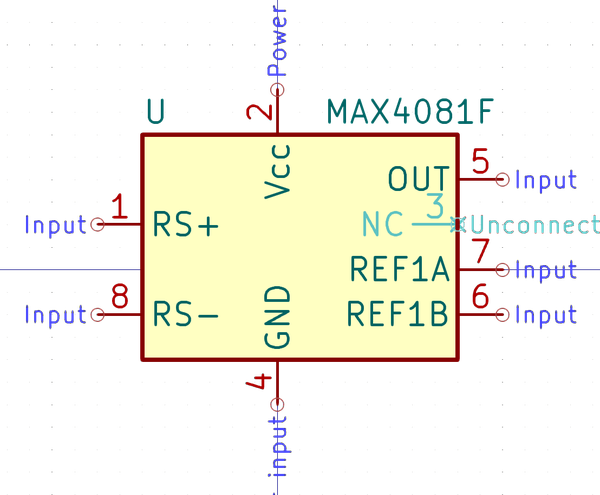 Power
U
MAX4081F
2
Vcc
OUT
5
Input
Input
1
RS+
NC
3
Unconnect
REF1A
7
Input
Input
8
RS-
GND
REF1B
6
Input
4
input